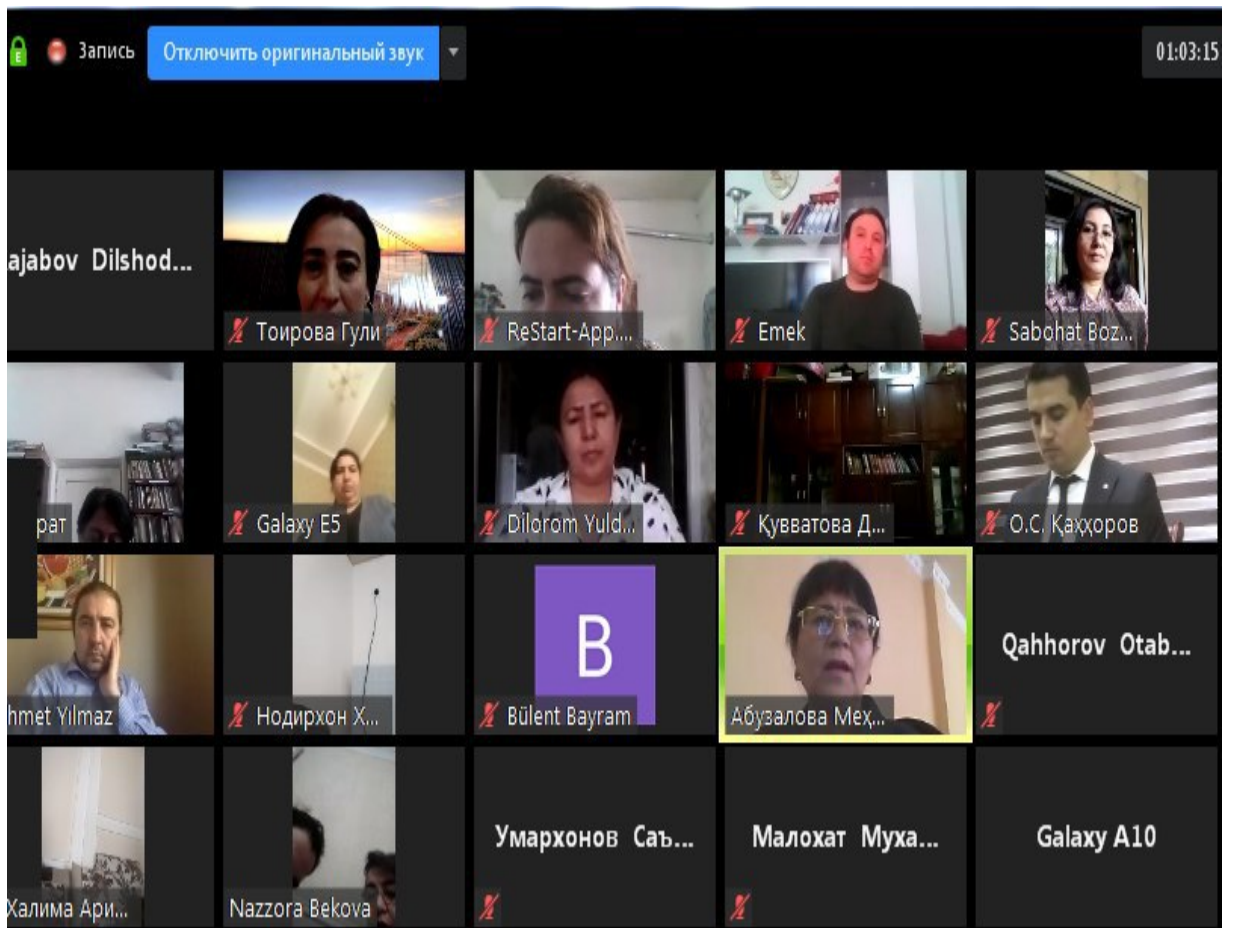 E
Запись
Отключить оригинальный звук
01:03:15
ajabov Dilshod...
Тоирова Гули
ReStart-App....
Emek
Sabohat Boz...
рат
Galaxy E5
Dilorom Yuld...
Қувватова Д...
О.С. Қаҳҳоров
hmet Yılmaz
Нодирхон Х...
B
Bülent Bayram
Абузалова Меҳ...
Qahhorov Otab...
Халима Ари...
Nazzora Bekova
Умархонов Саъ...
Малохат Муха...
Galaxy A10